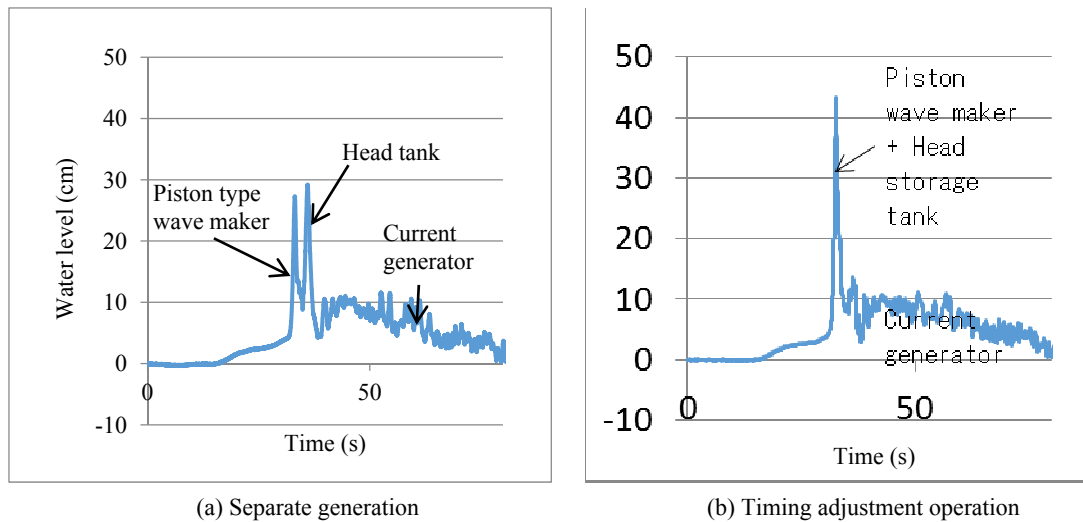 50
40
30
20
10
0
-10
Water level (cm)
Head tank
Piston type
wave maker
Current
generator
0
50
Time (s)
(a) Separate generation
50
40
30
20
10
0
-10
Piston
wave maker
+ Head
storage
tank
Current
generator
0
50
Time (s)
(b) Timing adjustment operation